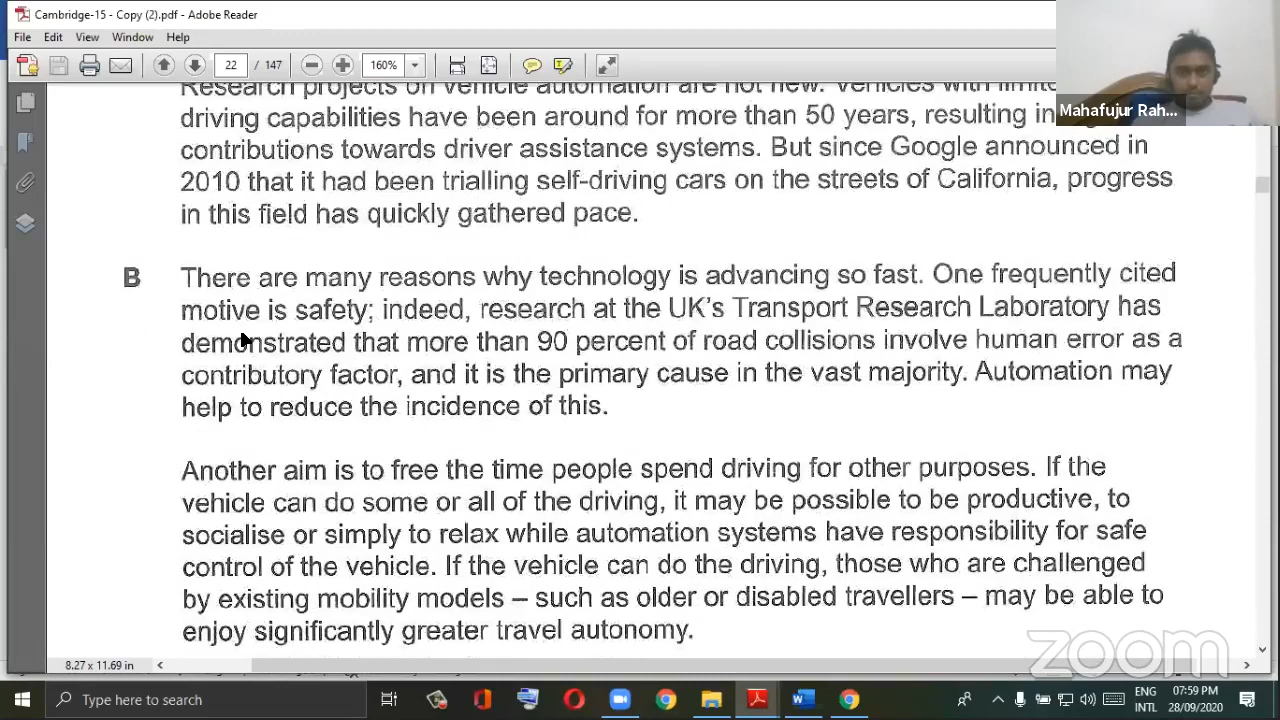 Cambridge-15 - Copy (2).pdf - Adobe Reader
File Edit View Window Help
22 / 147 160%
Mahafujur Rah...
Research projects on vehicle automation are not new. Vehicles with
driving capabilities have been around for more than 50 years, resulting in
contributions towards driver assistance systems. But since Google announced in
2010 that it had been trialling self-driving cars on the streets of California, progress
in this field has quickly gathered pace.
B There are many reasons why technology is advancing so fast. One frequently cited
motive is safety; indeed, research at the UK's Transport Research Laboratory has
demonstrated that more than 90 percent of road collisions involve human error as a
contributory factor, and it is the primary cause in the vast majority. Automation may
help to reduce the incidence of this.
Another aim is to free the time people spend driving for other purposes. If the
vehicle can do some or all of the driving, it may be possible to be productive, to
socialise or simply to relax while automation systems have responsibility for safe
control of the vehicle. If the vehicle can do the driving, those who are challenged
by existing mobility models – such as older or disabled travellers – may be able to
enjoy significantly greater travel autonomy.
zoom
8.27 x 11.69 in
Type here to search
ENG 07:59 PM
INTL 28/09/2020